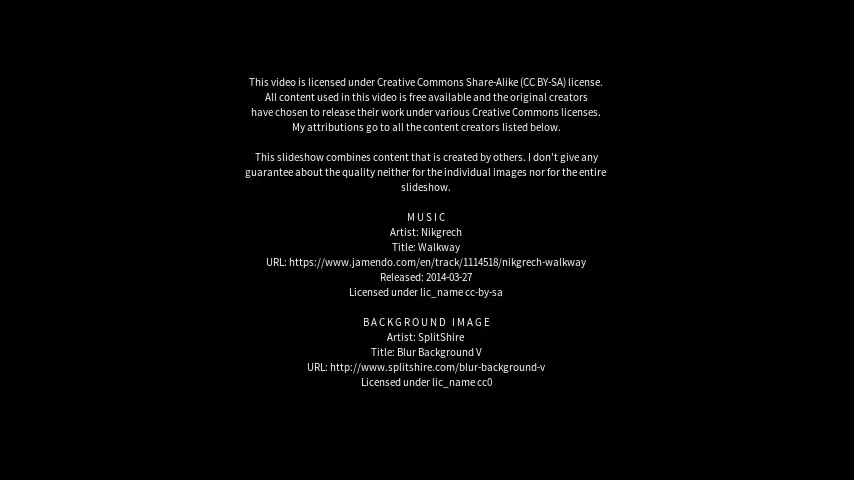 This video is licensed under Creative Commons Share-Alike (CC BY-SA) license.
All content used in this video is free available and the original creators
have chosen to release their work under various Creative Commons licenses.
My attributions go to all the content creators listed below.
This slideshow combines content that is created by others. I don't give any
guarantee about the quality neither for the individual images nor for the entire
slideshow.
MUSIC
Artist: Nikgrech
Title: Walkway
URL: https://www.jamendo.com/en/track/1114518/nikgrech-walkway
Released: 2014-03-27
Licensed under lic_name cc-by-sa
BACKGROUND IMAGE
Artist: SplitShire
Title: Blur Background V
URL: http://www.splitshire.com/blur-background-v
Licensed under lic_name cc0